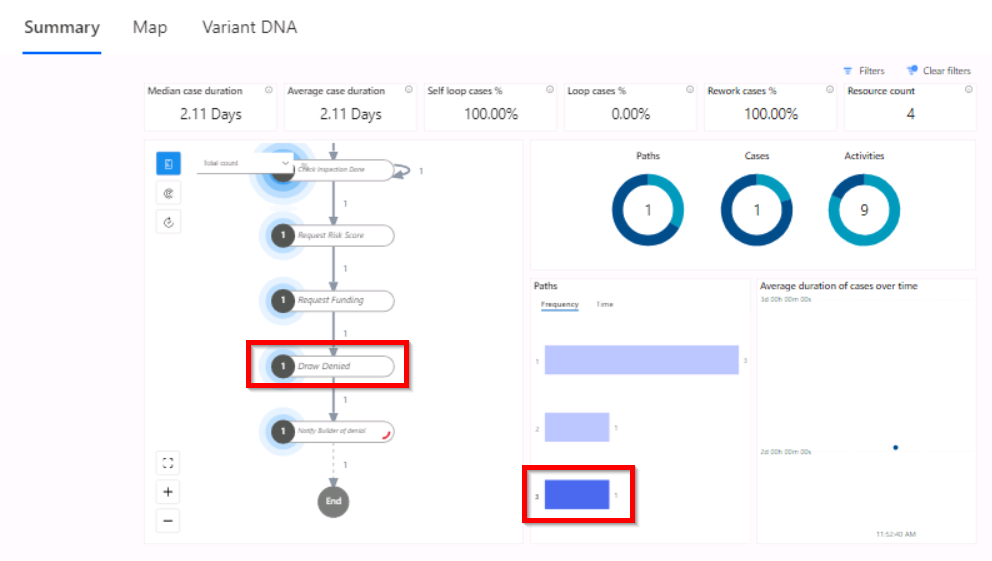 Summary Map Variant DNA
Filters Clear filters
Median case duration Average case duration Self loop cases % Loop cases % Rework cases % Resource count
2.11 Days 2.11 Days 100.00% 0.00% 100.00% 4
Total count
Check Inspection Done
1
1
1 Request Risk Score
1
1 Request Funding
1
1 Draw Denied
1
1 Notify Builder of denial
1
End
Paths Cases Activities
1 1 9
Paths
Frequency Time
1 3
2 1
3 1
Average duration of cases over time
3d 00h 00m 00s
2d 00h 00m 00s
11:52:40 AM